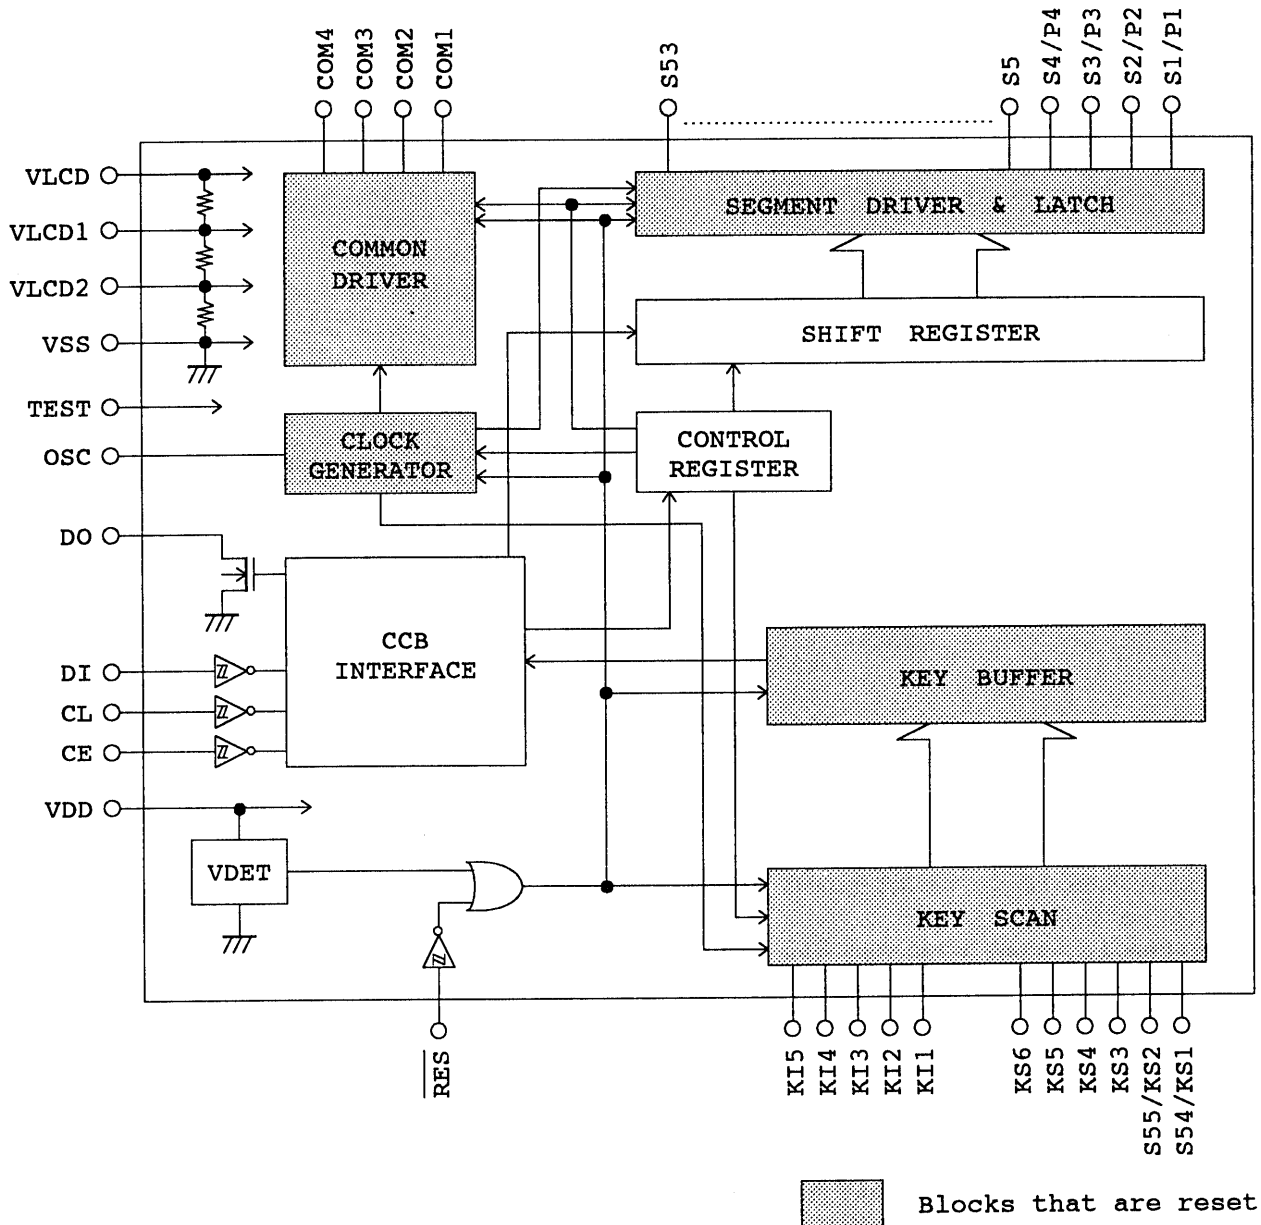 COM4
COM3
COM2
COM1
S53
S5
S4/P4
S3/P3
S2/P2
S1/P1
VLCD
VLCD1
VLCD2
VSS
TEST
OSC
DO
DI
CL
CE
VDD
COMMON
DRIVER
SEGMENT DRIVER & LATCH
SHIFT REGISTER
CLOCK
GENERATOR
CONTROL
REGISTER
CCB
INTERFACE
KEY BUFFER
VDET
KEY SCAN
RES
KI5
KI4
KI3
KI2
KI1
KS6
KS5
KS4
KS3
S55/KS2
S54/KS1
Blocks that are reset